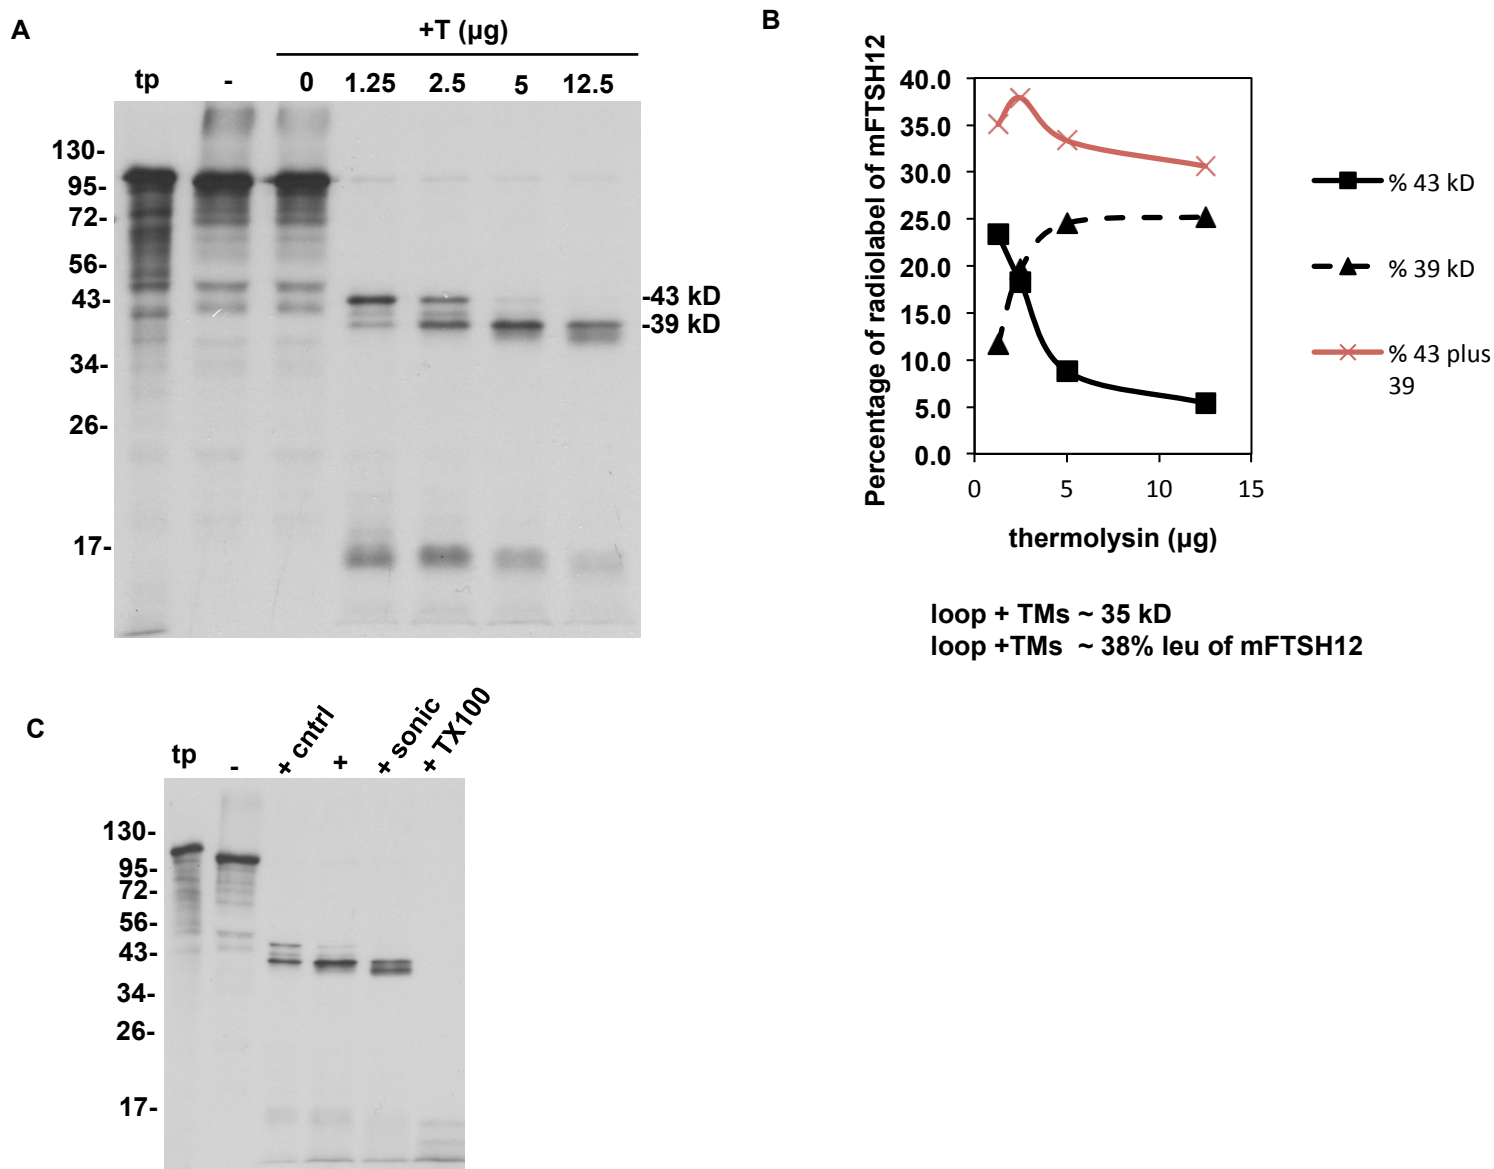 A
+T (µg)
tp - 0 1.25 2.5 5 12.5
130-
95-
72-
56-
43-
34-
26-
17-
-43 kD
-39 kD
B
Percentage of radiolabel of mFTSH12
40.0
35.0
30.0
25.0
20.0
15.0
10.0
5.0
0.0
0 5 10 15
thermolysin (µg)
% 43 kD
% 39 kD
% 43 plus
39
loop + TMs ~ 35 kD
loop +TMs ~ 38% leu of mFTSH12
C
tp - + cntrl + + sonic + TX100
130-
95-
72-
56-
43-
34-
26-
17-